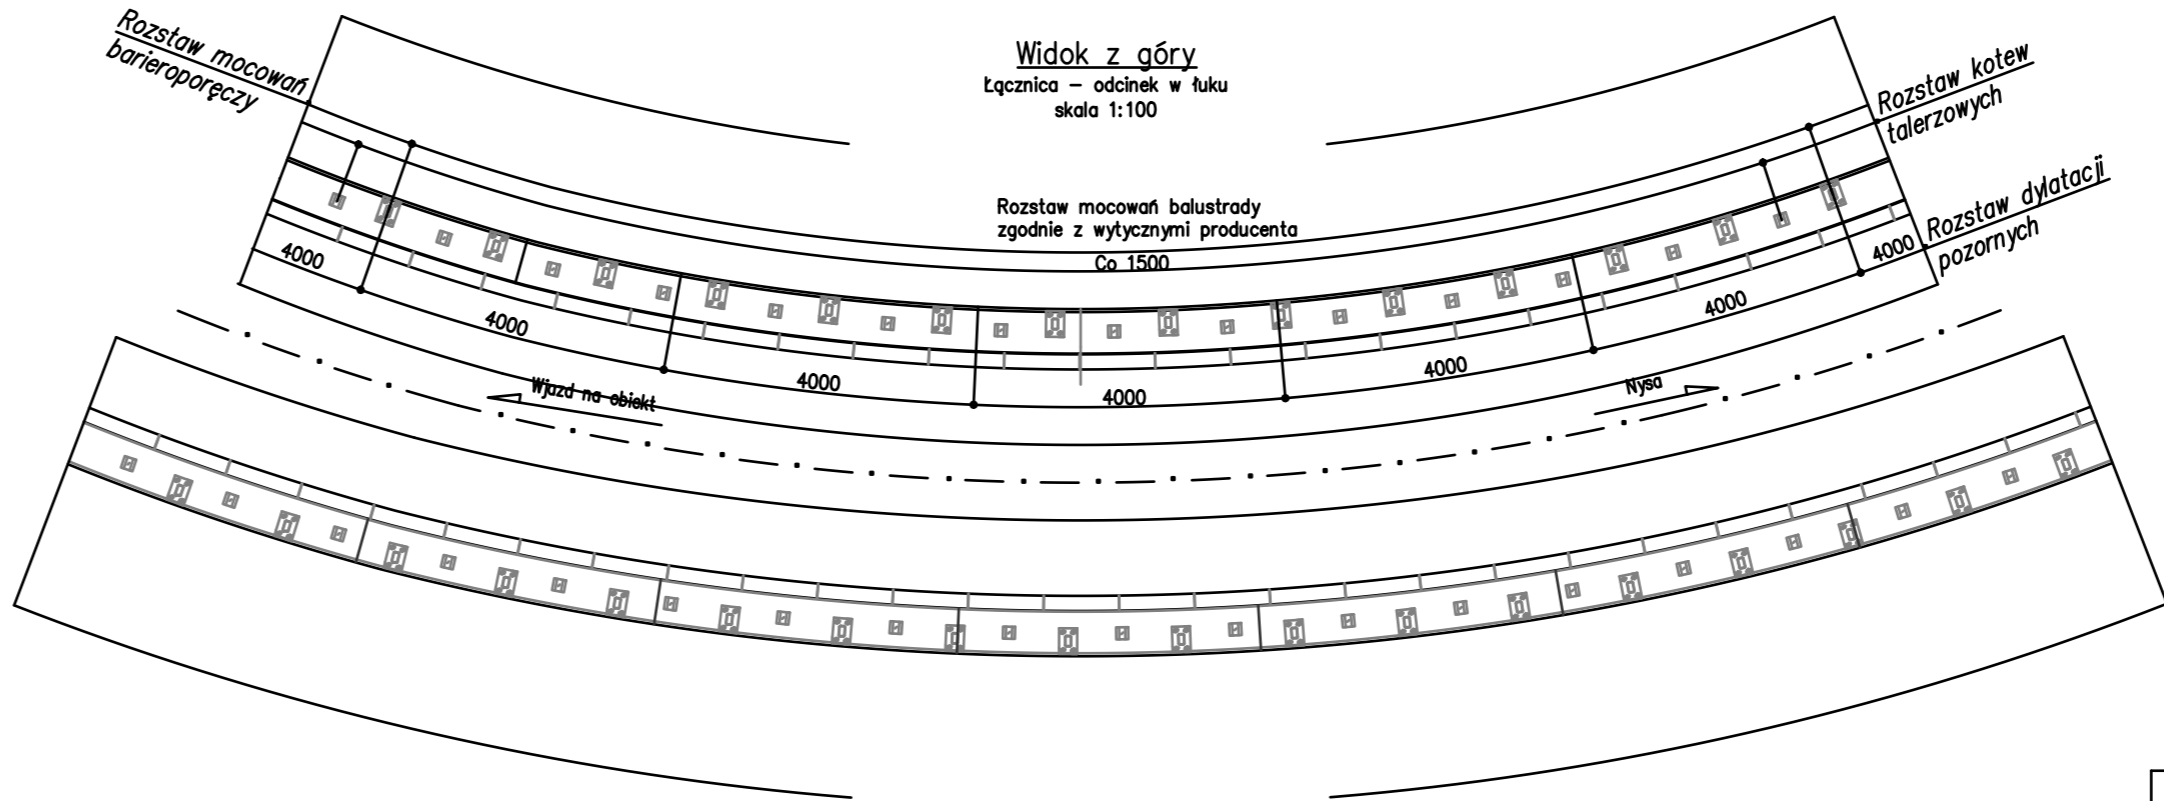 Rozstaw mocowań
barieroporęczy
Widok z góry
Łącznica – odcinek w łuku
skala 1:100
Rozstaw kotew
talerzowych
Rozstaw dylatacji
pozornych
Rozstaw mocowań balustrady
zgodnie z wytycznymi producenta
Co 1500
4000
4000
4000
4000
4000
4000
4000
Wjazd na obiekt
Nysa